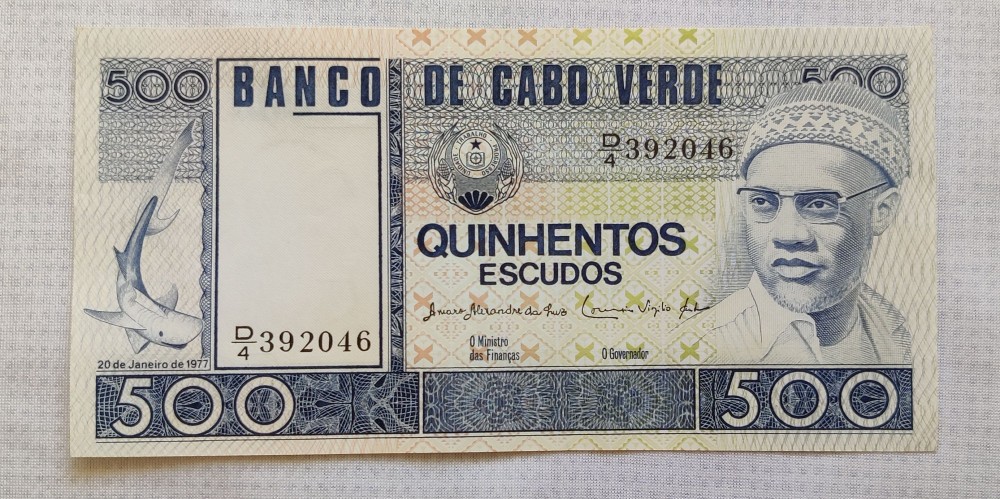 500 BANCO DE CABO VERDE 500
D/4 392046
TRABALHO
QUINHENTOS
ESCUDOS
D/4 392046
O Ministro
das Finanças
O Governador
20 de Janeiro de 1977
500 500